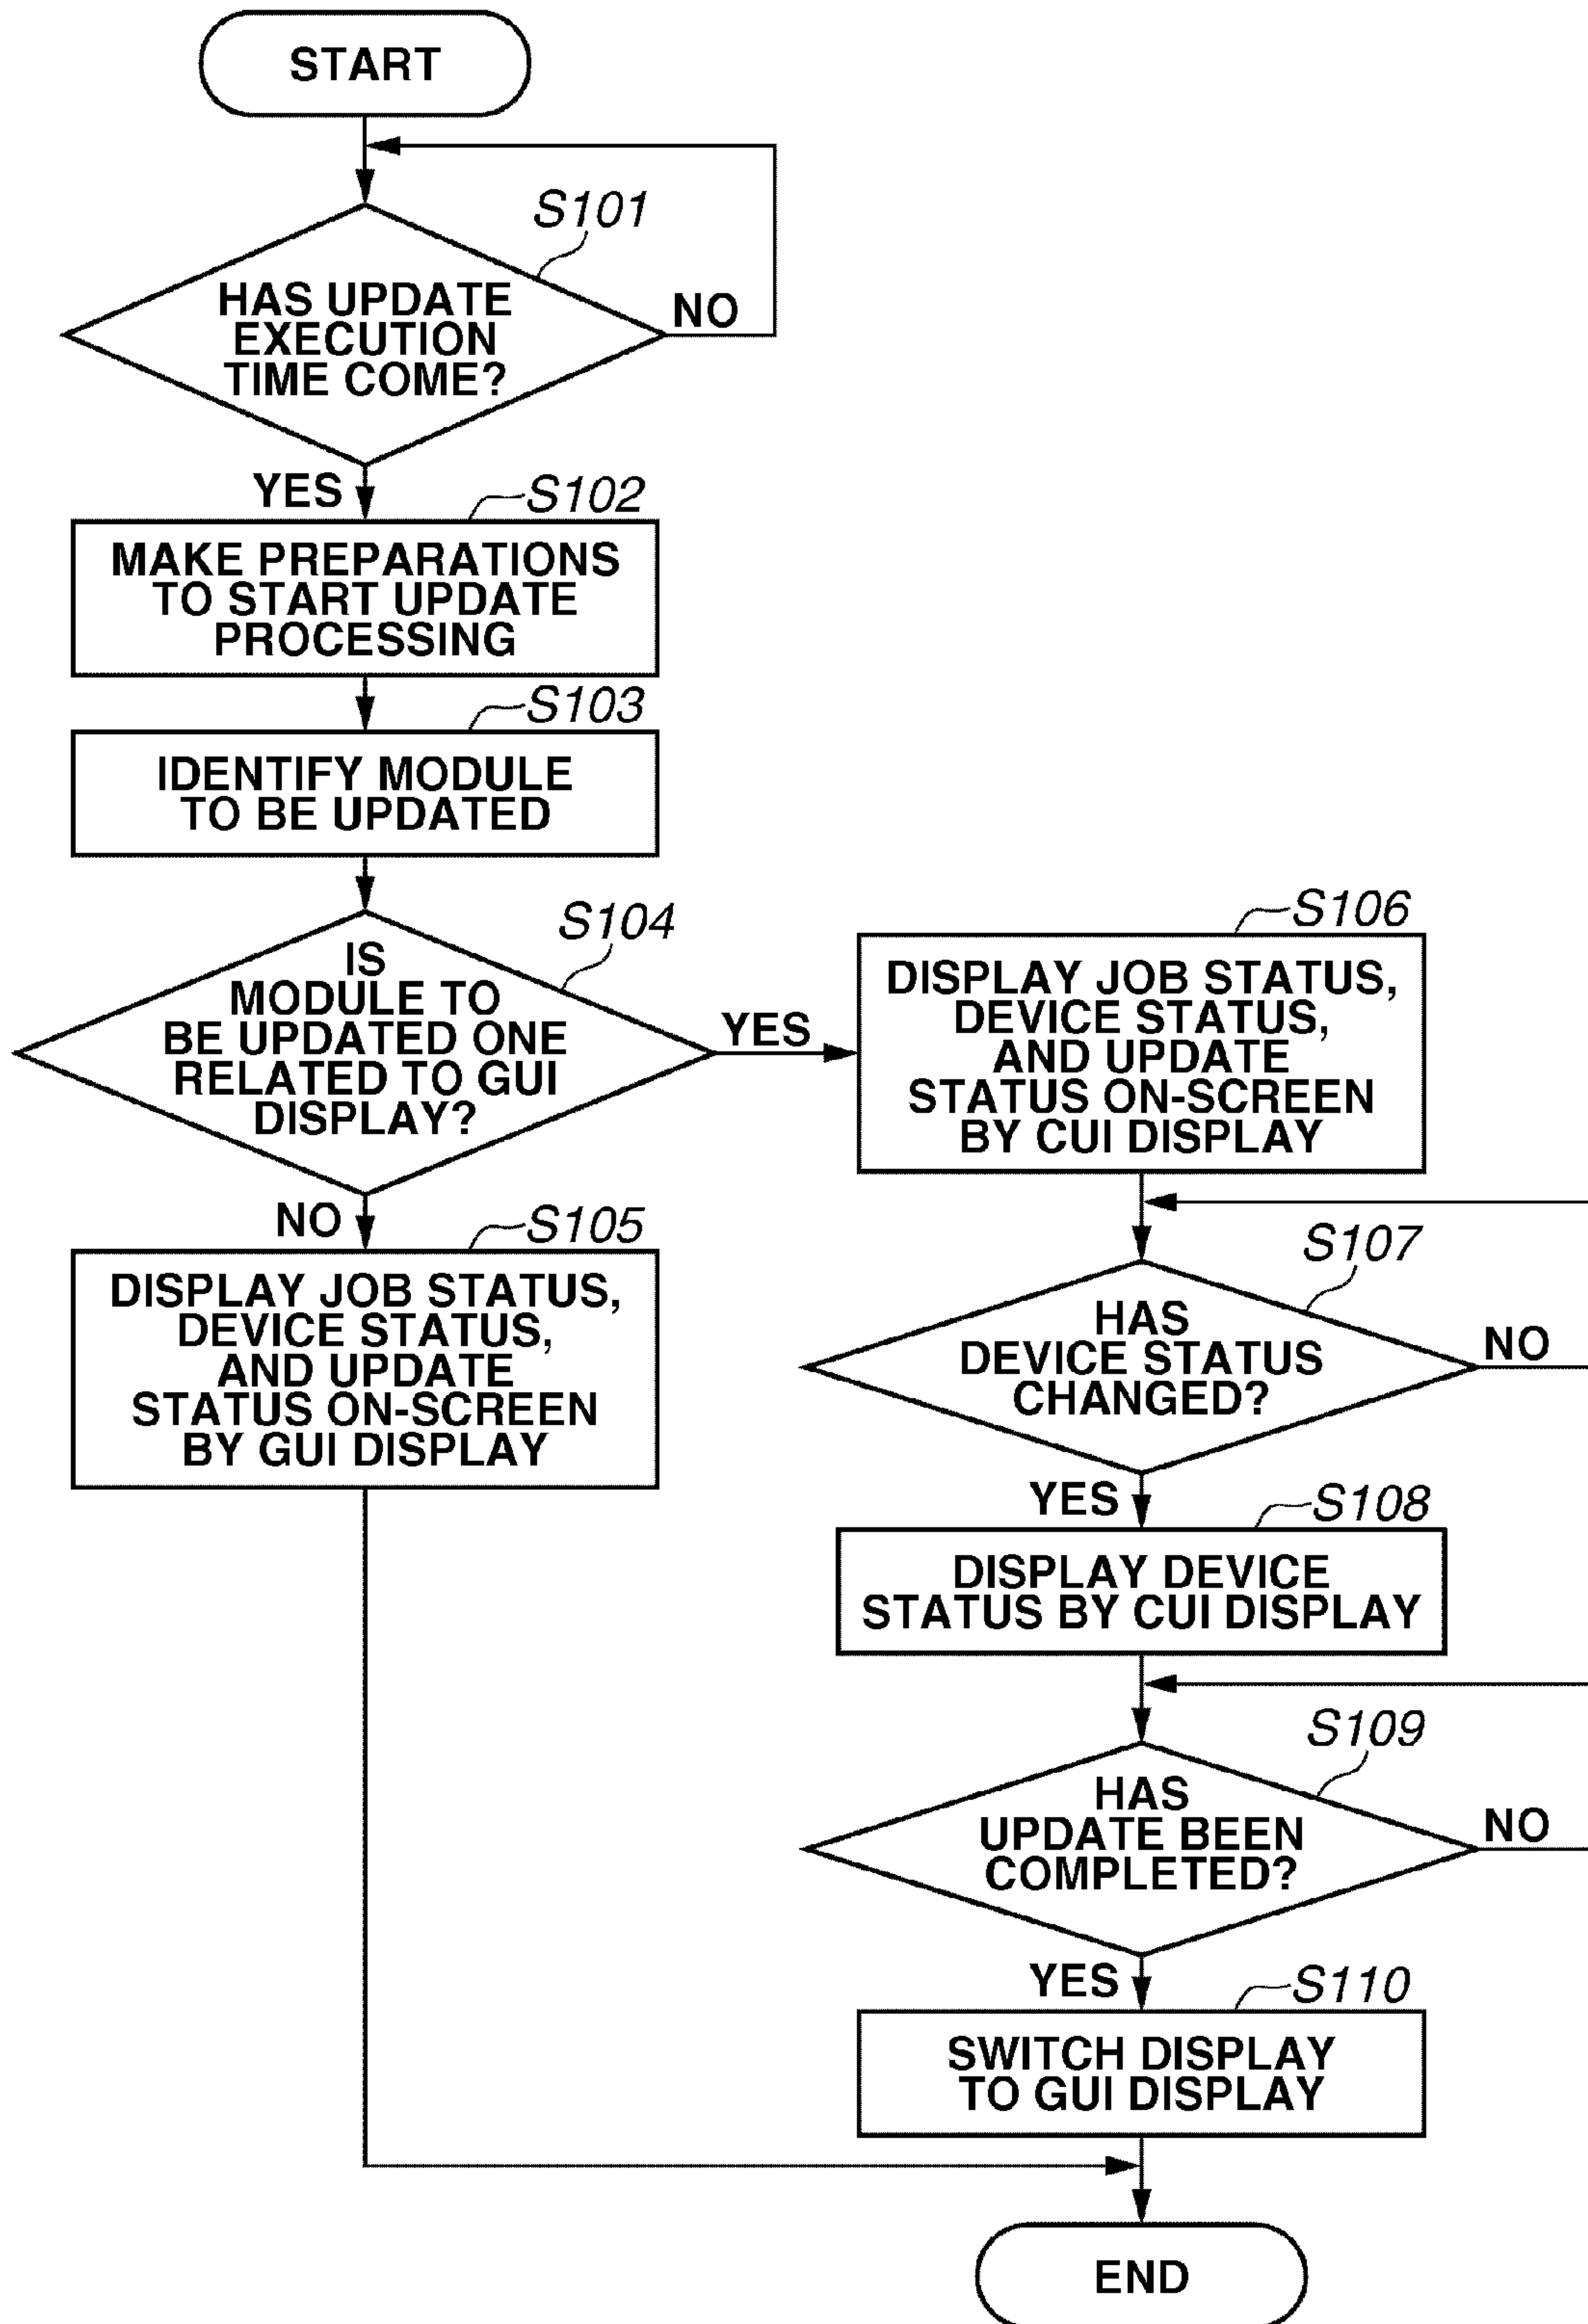 START
S101
HAS UPDATE
EXECUTION
TIME COME?
NO
YES
S102
MAKE PREPARATIONS
TO START UPDATE
PROCESSING
S103
IDENTIFY MODULE
TO BE UPDATED
S104
IS
MODULE TO
BE UPDATED ONE
RELATED TO GUI
DISPLAY?
YES
NO
S105
DISPLAY JOB STATUS,
DEVICE STATUS,
AND UPDATE
STATUS ON-SCREEN
BY GUI DISPLAY
S106
DISPLAY JOB STATUS,
DEVICE STATUS,
AND UPDATE
STATUS ON-SCREEN
BY CUI DISPLAY
S107
HAS
DEVICE STATUS
CHANGED?
NO
YES
S108
DISPLAY DEVICE
STATUS BY CUI DISPLAY
S109
HAS
UPDATE BEEN
COMPLETED?
NO
YES
S110
SWITCH DISPLAY
TO GUI DISPLAY
END